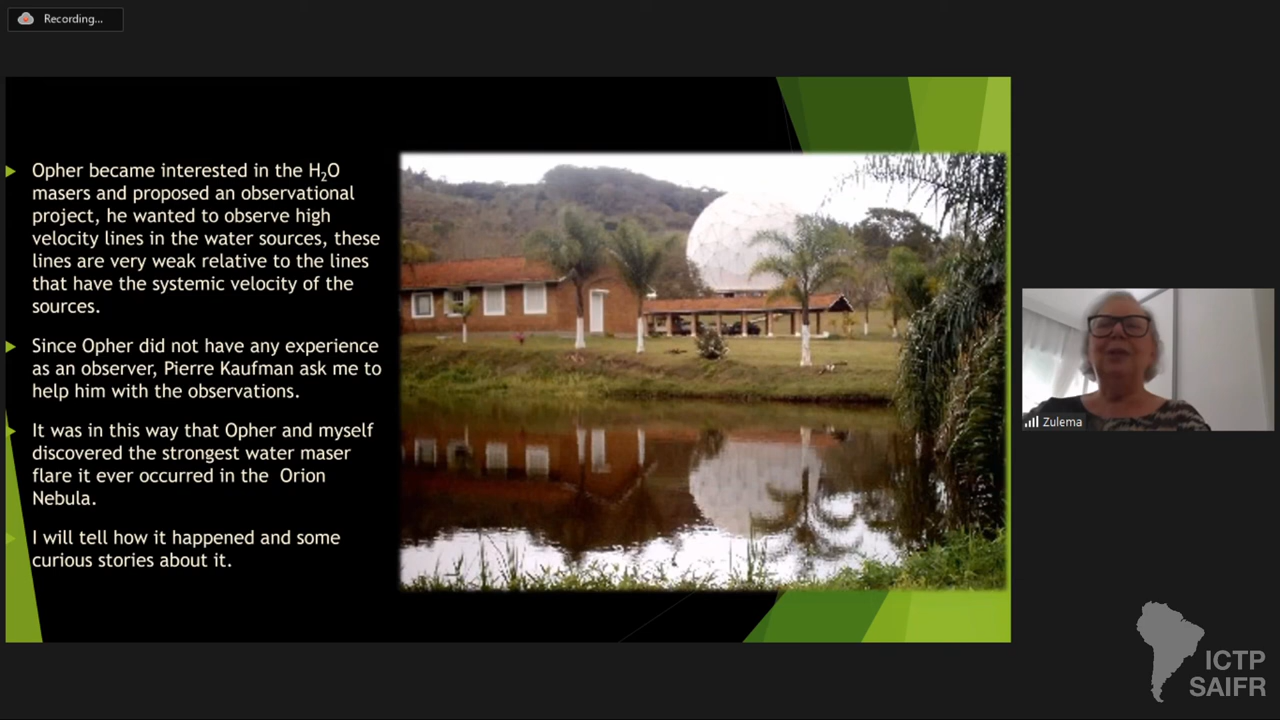 Recording...
Opher became interested in the H₂O
masers and proposed an observational
project, he wanted to observe high
velocity lines in the water sources, these
lines are very weak relative to the lines
that have the systemic velocity of the
sources.
Since Opher did not have any experience
as an observer, Pierre Kaufman ask me to
help him with the observations.
It was in this way that Opher and myself
discovered the strongest water maser
flare it ever occurred in the Orion
Nebula.
I will tell how it happened and some
curious stories about it.
Zulema
ICTP
SAIFR